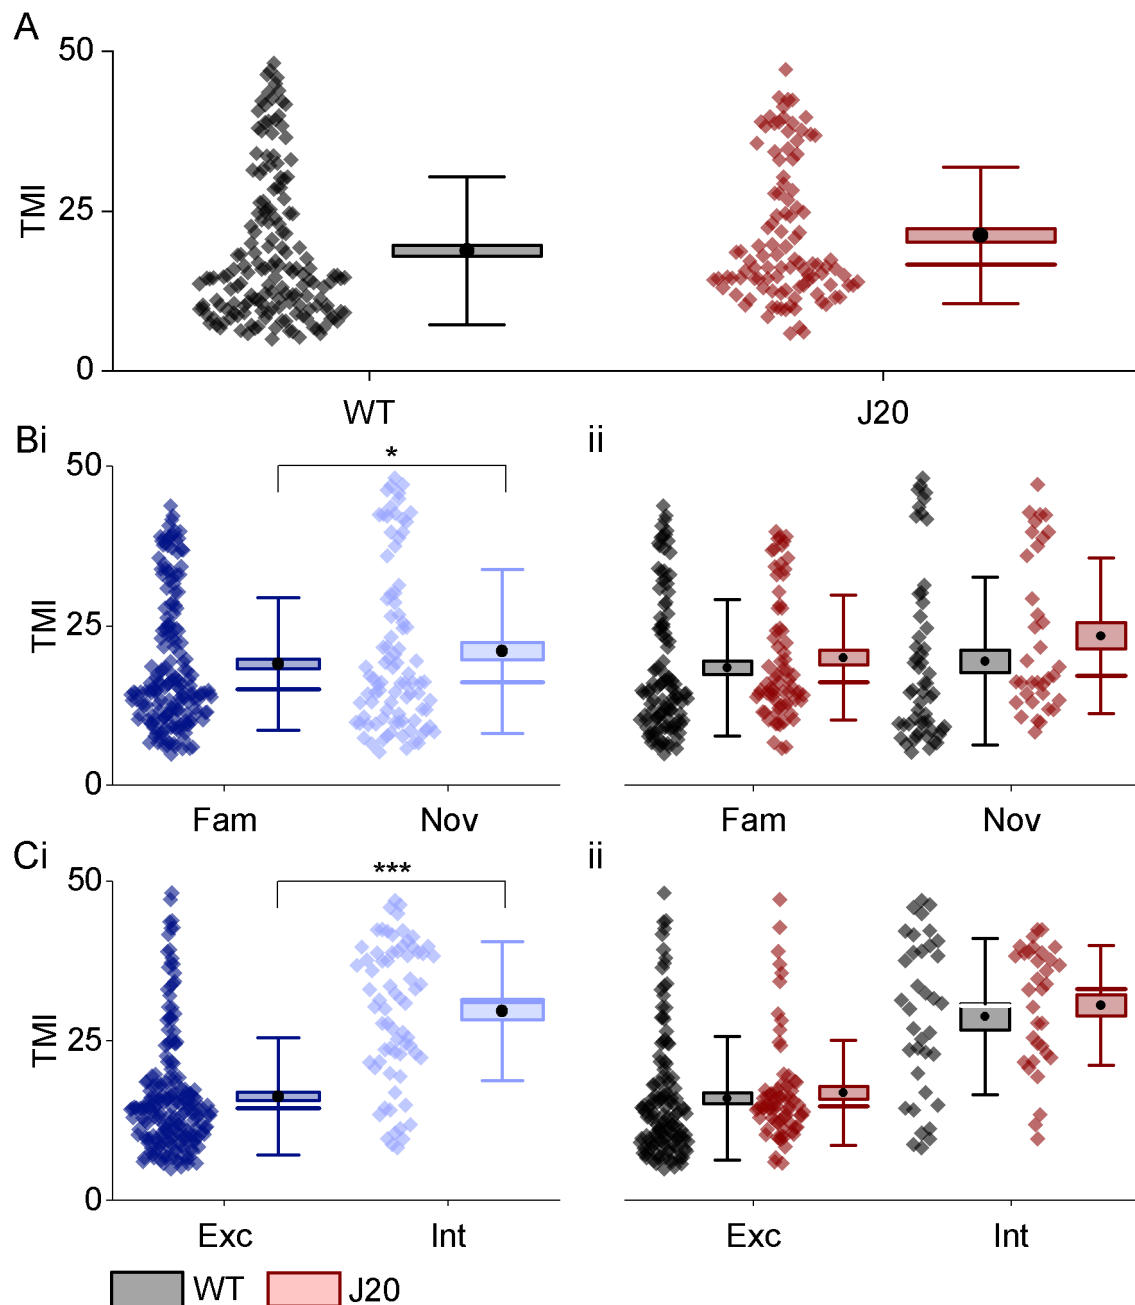 A
50
TMI
25
0
WT J20
Bi ii
50
*
TMI
25
0
Fam Nov Fam Nov
Ci ii
50
***
TMI
25
0
Exc Int Exc Int
WT J20